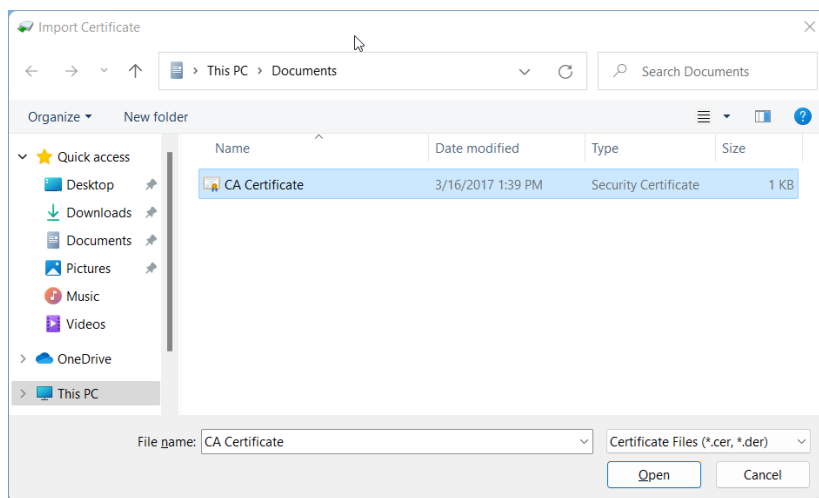 Import Certificate
This PC > Documents
Search Documents
Organize
New folder
Name
Date modified
Type
Size
Quick access
Desktop
Downloads
Documents
Pictures
Music
Videos
OneDrive
This PC
CA Certificate 3/16/2017 1:39 PM Security Certificate 1 KB
File name: CA Certificate
Certificate Files (*.cer, *.der)
Open
Cancel